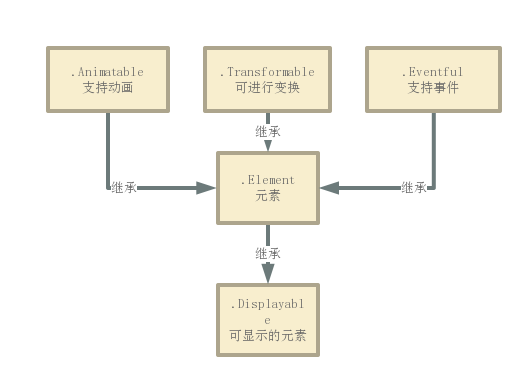 .Animatable
支持动画
.Transformable
可进行变换
.Eventful
支持事件
继承
.Element
元素
继承
继承
继承
.Displayabl
e
可显示的元素